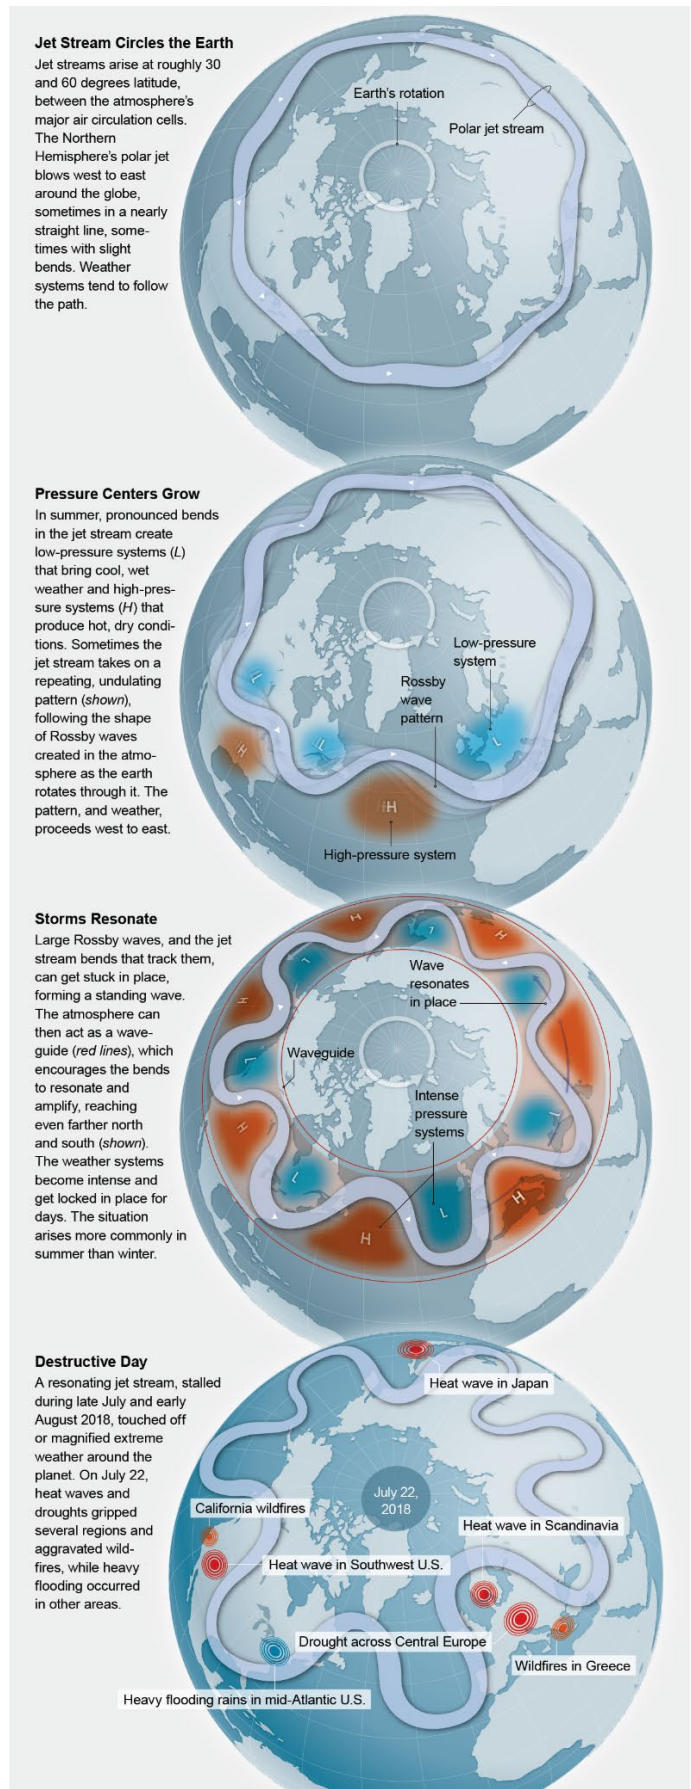 Jet Stream Circles the Earth
Jet streams arise at roughly 30
and 60 degrees latitude,
between the atmosphere's
major air circulation cells.
The Northern
Hemisphere's polar jet
blows west to east
around the globe,
sometimes in a nearly
straight line, some-
times with slight
bends. Weather
systems tend to follow
the path.
Earth's rotation
Polar jet stream
Pressure Centers Grow
In summer, pronounced bends
in the jet stream create
low-pressure systems (L)
that bring cool, wet
weather and high-pres-
sure systems (H) that
produce hot, dry condi-
tions. Sometimes the
jet stream takes on a
repeating, undulating
pattern (shown),
following the shape
of Rossby waves
created in the atmo-
sphere as the earth
rotates through it. The
pattern, and weather,
proceeds west to east.
Low-pressure
system
Rossby
wave
pattern
L
H
L
L
H
High-pressure system
Storms Resonate
Large Rossby waves, and the jet
stream bends that track them,
can get stuck in place,
forming a standing wave.
The atmosphere can
then act as a wave-
guide (red lines), which
encourages the bends
to resonate and
amplify, reaching
even farther north
and south (shown).
The weather systems
become intense and
get locked in place for
days. The situation
arises more commonly in
summer than winter.
H
L
H
L
Wave
resonates
in place
H
L
Waveguide
Intense
pressure
systems
H
L
L
H
L
H
Destructive Day
A resonating jet stream, stalled
during late July and early
August 2018, touched off
or magnified extreme
weather around the
planet. On July 22,
heat waves and
droughts gripped
several regions and
aggravated wild-
fires, while heavy
flooding occurred
in other areas.
Heat wave in Japan
July 22,
2018
California wildfires
Heat wave in Scandinavia
Heat wave in Southwest U.S.
Drought across Central Europe
Wildfires in Greece
Heavy flooding rains in mid-Atlantic U.S.